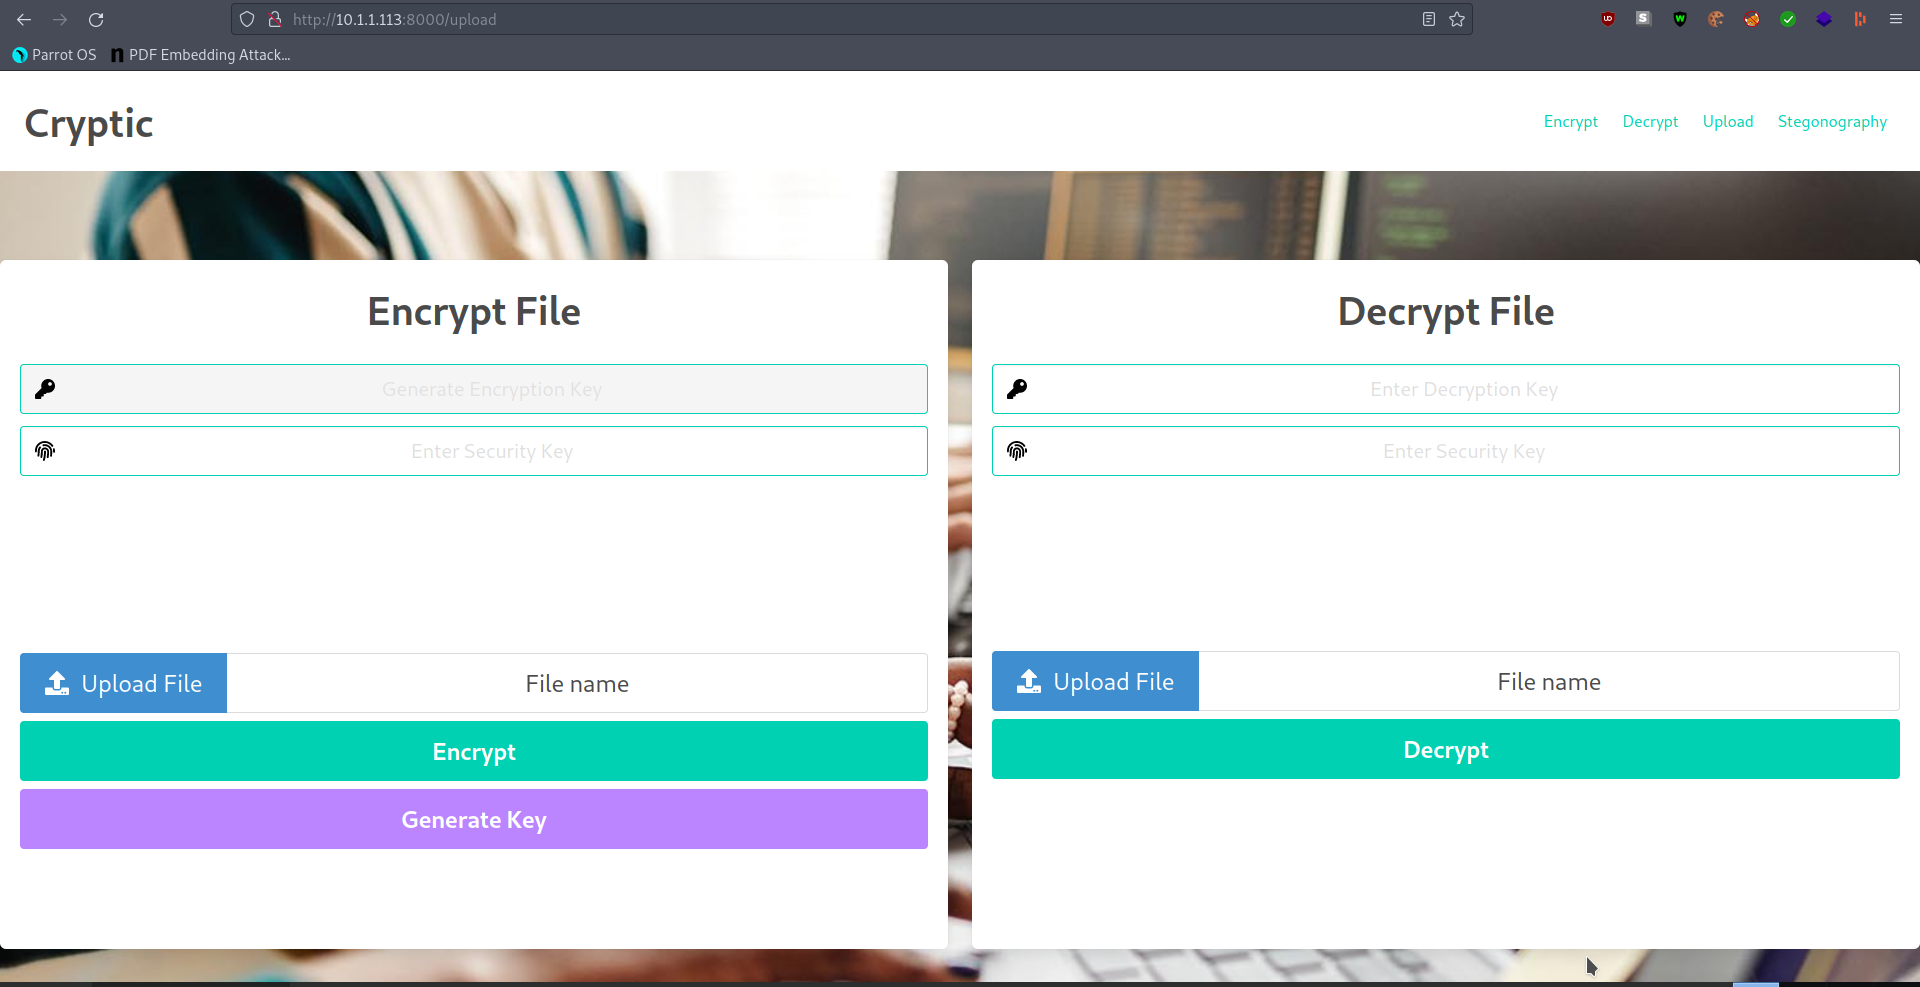 http://10.1.1.113:8000/upload
Parrot OS
PDF Embedding Attack...
Cryptic
Encrypt
Decrypt
Upload
Stegonography
Encrypt File
Generate Encryption Key
Enter Security Key
Upload File
File name
Encrypt
Generate Key
Decrypt File
Enter Decryption Key
Enter Security Key
Upload File
File name
Decrypt